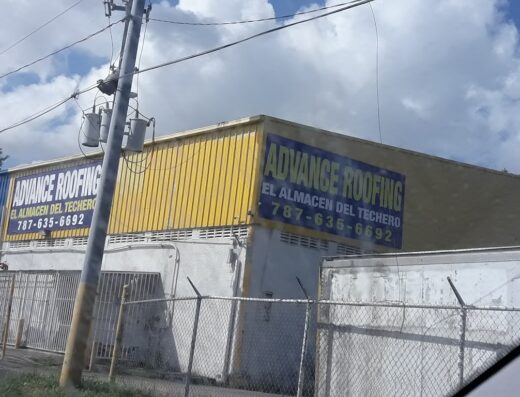 ADVANCE ROOFING
EL ALMACEN DEL TECHERO
787-635-6692
ADVANCE ROOFING
EL ALMACEN DEL TECHERO
787-635-6692